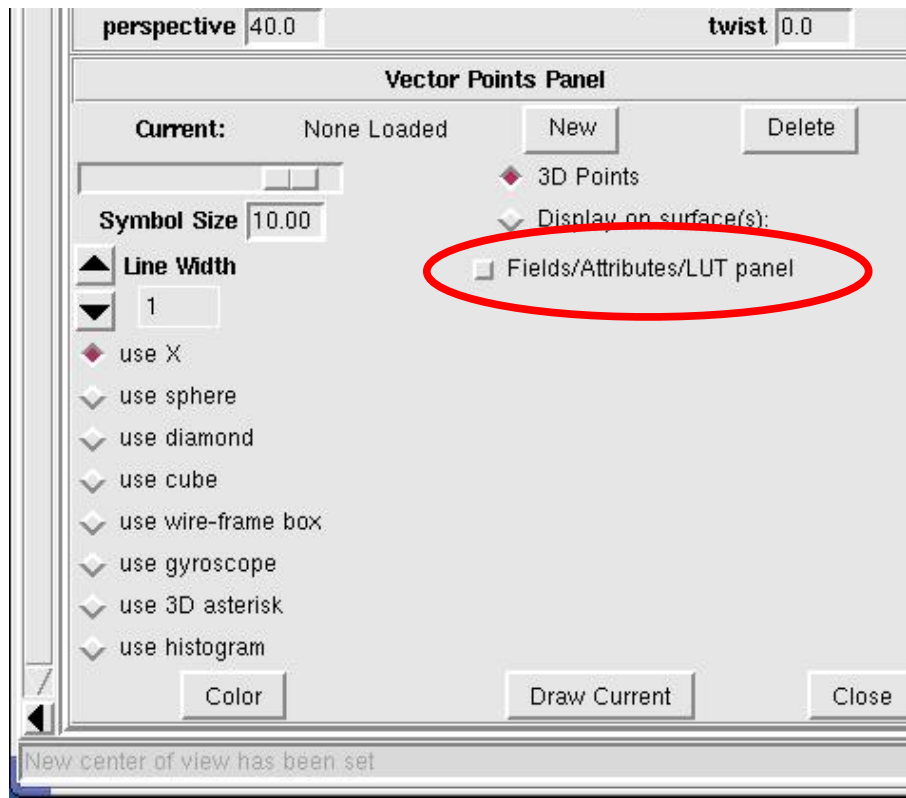 perspective 40.0 twist 0.0
Vector Points Panel
Current: None Loaded New Delete
3D Points
Symbol Size 10.00 Display on surface(s):
Line Width Fields/Attributes/LUT panel
1
use X
use sphere
use diamond
use cube
use wire-frame box
use gyroscope
use 3D asterisk
use histogram
Color Draw Current Close
New center of view has been set